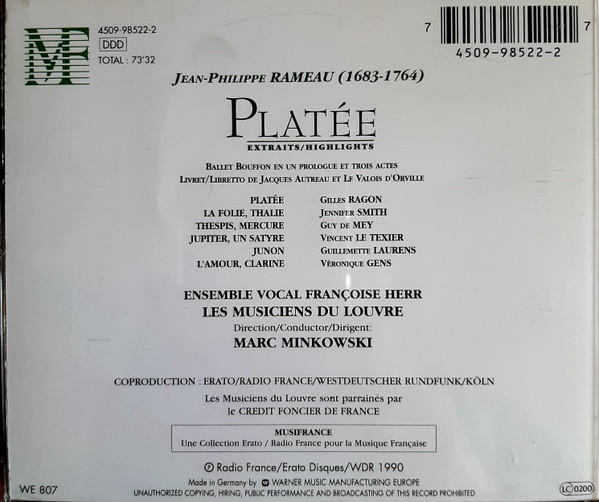 MF
4509-98522-2
DDD
TOTAL : 73'32
7 4509-98522-2 7
JEAN-PHILIPPE RAMEAU (1683-1764)
PLATÉE
EXTRAITS/HIGHLIGHTS
BALLET BOUFFON EN UN PROLOGUE ET TROIS ACTES
LIVRET/LIBRETTO DE JACQUES AUTREAU ET LE VALOIS D'ORVILLE
PLATÉE GILLES RAGON
LA FOLIE, THALIE JENNIFER SMITH
THESPIS, MERCURE GUY DE MEY
JUPITER, UN SATYRE VINCENT LE TEXIER
JUNON GUILLEMETTE LAURENS
L'AMOUR, CLARINE VÉRONIQUE GENS
ENSEMBLE VOCAL FRANÇOISE HERR
LES MUSICIENS DU LOUVRE
Direction/Conductor/Dirigent:
MARC MINKOWSKI
COPRODUCTION : ERATO/RADIO FRANCE/WESTDEUTSCHER RUNDFUNK/KÖLN
Les Musiciens du Louvre sont parrainés par
le CREDIT FONCIER DE FRANCE
MUSIFRANCE
Une Collection Erato / Radio France pour la Musique Française
℗ Radio France/Erato Disques/WDR 1990
WE 807
Made in Germany by WARNER MUSIC MANUFACTURING EUROPE
LC 0200
UNAUTHORIZED COPYING, HIRING, PUBLIC PERFORMANCE AND BROADCASTING OF THIS RECORD PROHIBITED